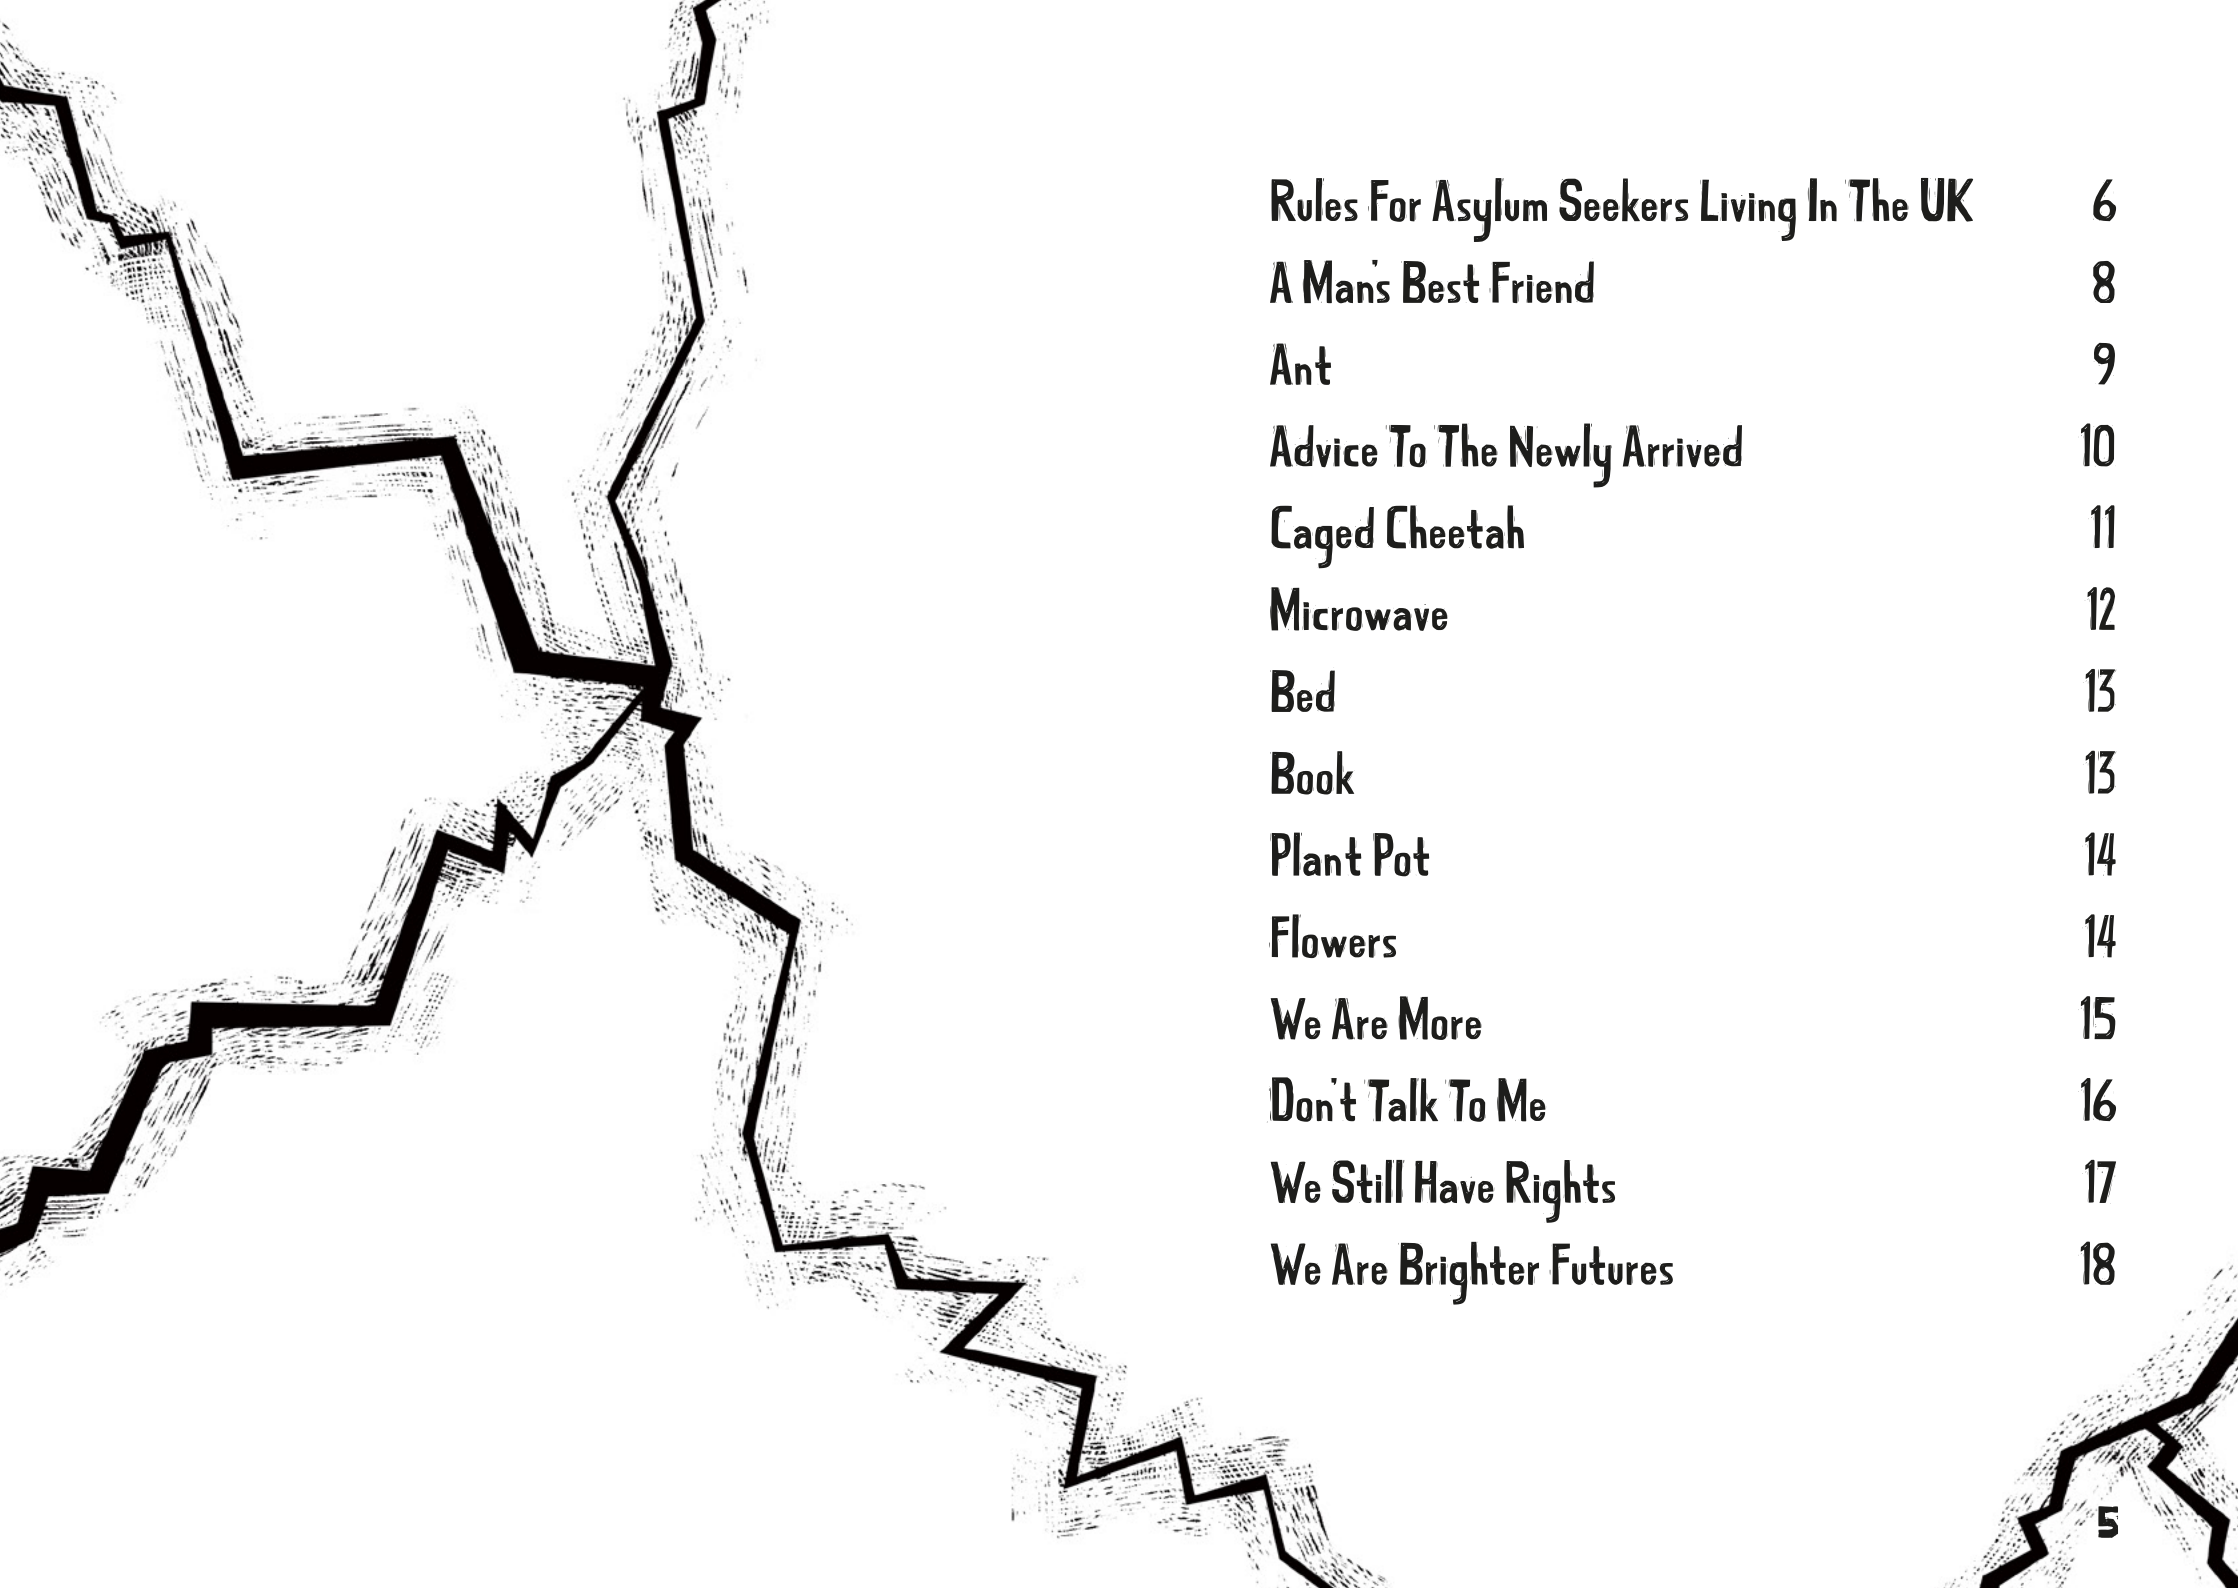 Rules For Asylum Seekers Living In The UK 6
A Man's Best Friend 8
Ant 9
Advice To The Newly Arrived 10
Caged Cheetah 11
Microwave 12
Bed 13
Book 13
Plant Pot 14
Flowers 14
We Are More 15
Don't Talk To Me 16
We Still Have Rights 17
We Are Brighter Futures 18
5